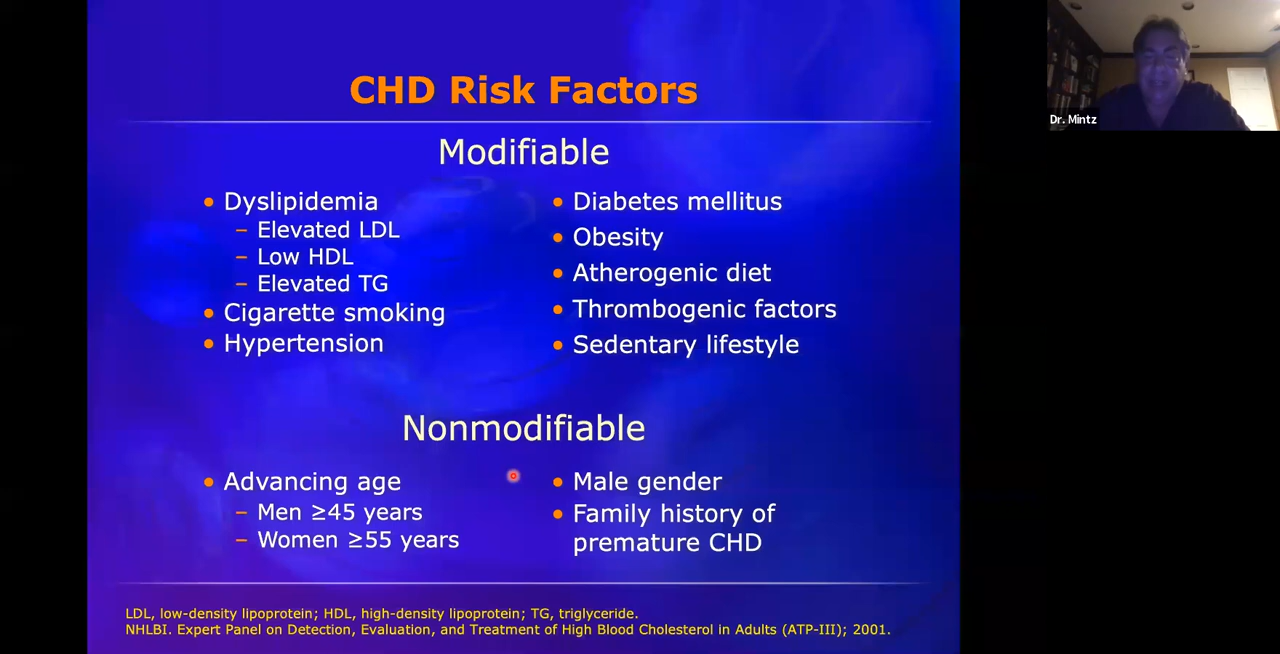 CHD Risk Factors
Modifiable
• Dyslipidemia
– Elevated LDL
– Low HDL
– Elevated TG
• Cigarette smoking
• Hypertension
• Diabetes mellitus
• Obesity
• Atherogenic diet
• Thrombogenic factors
• Sedentary lifestyle
Nonmodifiable
• Advancing age
– Men ≥45 years
– Women ≥55 years
• Male gender
• Family history of
premature CHD
LDL, low-density lipoprotein; HDL, high-density lipoprotein; TG, triglyceride.
NHLBI. Expert Panel on Detection, Evaluation, and Treatment of High Blood Cholesterol in Adults (ATP-III); 2001.
Dr. Mintz